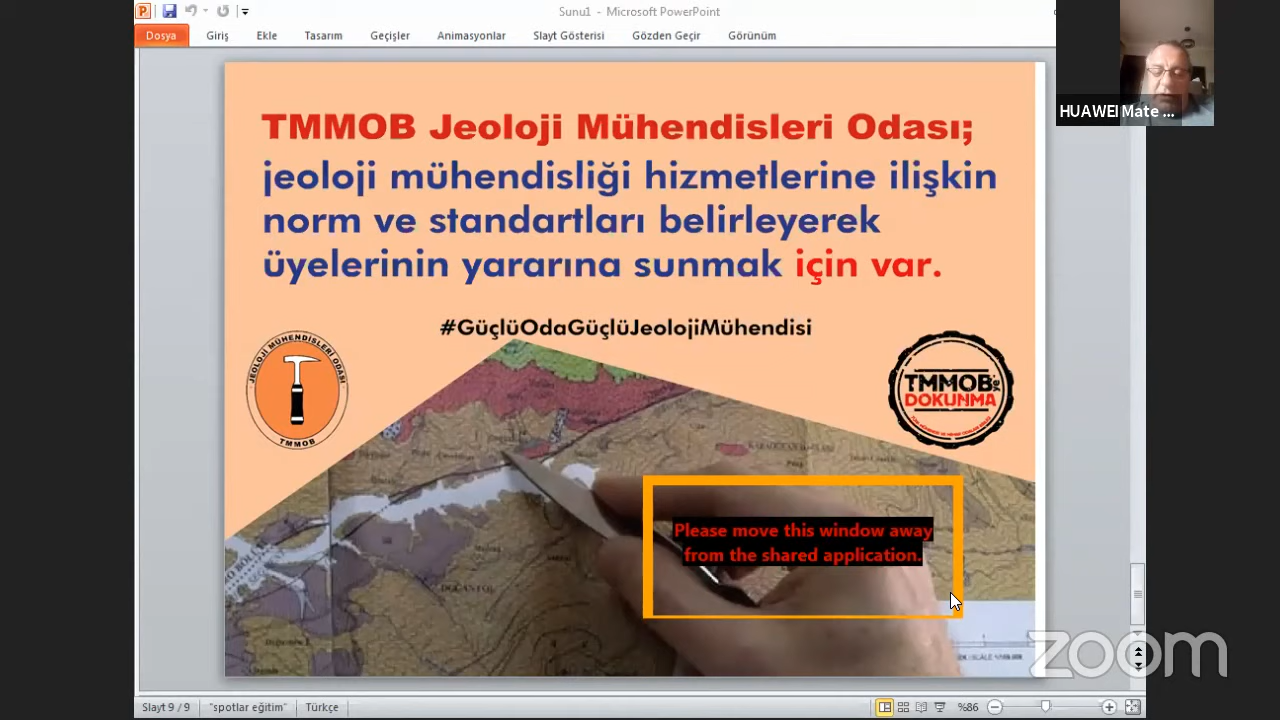 Sunu1 - Microsoft PowerPoint
Dosya Giriş Ekle Tasarım Geçişler Animasyonlar Slayt Gösterisi Gözden Geçir Görünüm
HUAWEI Mate ...
TMMOB Jeoloji Mühendisleri Odası;
jeoloji mühendisliği hizmetlerine ilişkin
norm ve standartları belirleyerek
üyelerinin yararına sunmak için var.
#GüçlüOdaGüçlüJeolojiMühendisi
JEOLOJİ MÜHENDİSLERİ ODASI
TMMOB
TMMOB'ye
DOKUNMA
Please move this window away
from the shared application.
zoom
Slayt 9 / 9 "spotlar eğitim" Türkçe %86